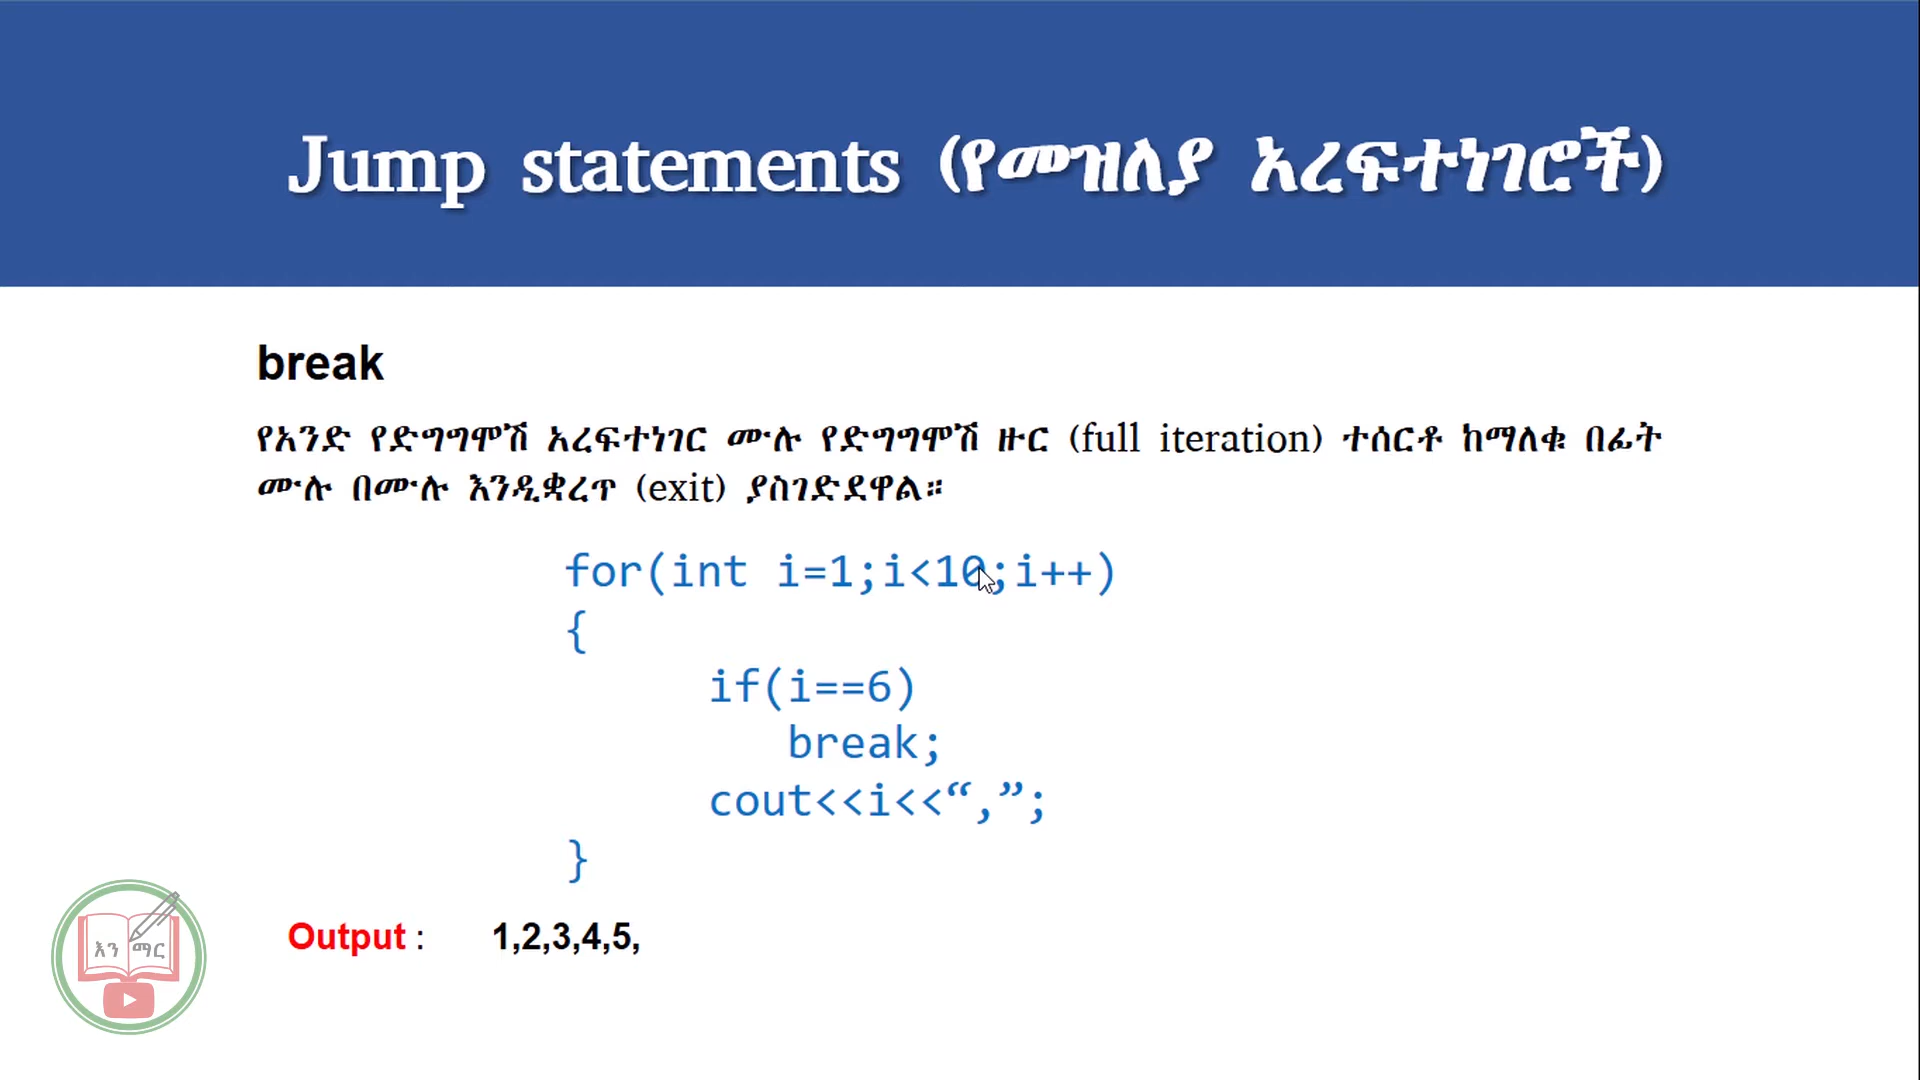 Jump statements (የመዝለያ አረፍተነገሮች)
break
የአንድ የድግግሞሽ አረፍተነገር ሙሉ የድግግሞሽ ዙር (full iteration) ተሰርቶ ከማለቁ በፊት
ሙሉ በሙሉ እንዲቋረጥ (exit) ያስገድደዋል።
for(int i=1;i<10;i++)
{
if(i==6)
break;
cout<<i<<“,”;
}
Output : 1,2,3,4,5,
እን ማር